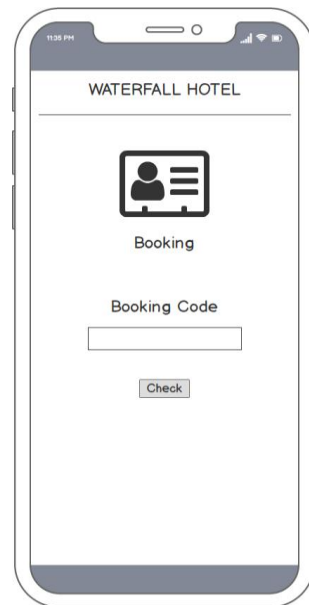 11:35 PM
WATERFALL HOTEL
Booking
Booking Code
Check